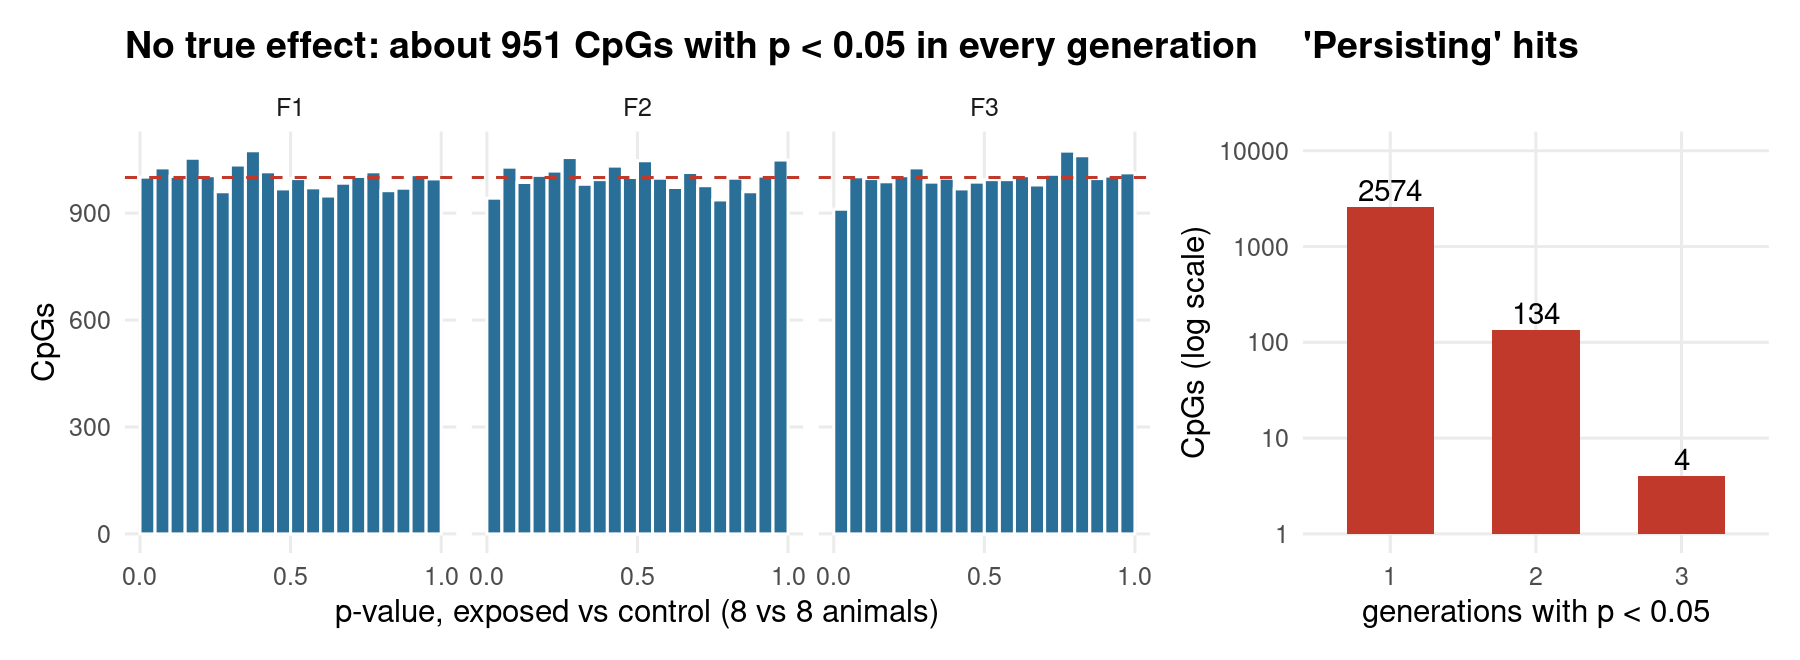 No true effect: about 951 CpGs with p < 0.05 in every generation
'Persisting' hits
F1
F2
F3
CpGs
900
600
300
0
0.0
0.5
1.0
0.0
0.5
1.0
0.0
0.5
1.0
p-value, exposed vs control (8 vs 8 animals)
CpGs (log scale)
10000
1000
100
10
1
2574
134
4
1
2
3
generations with p < 0.05